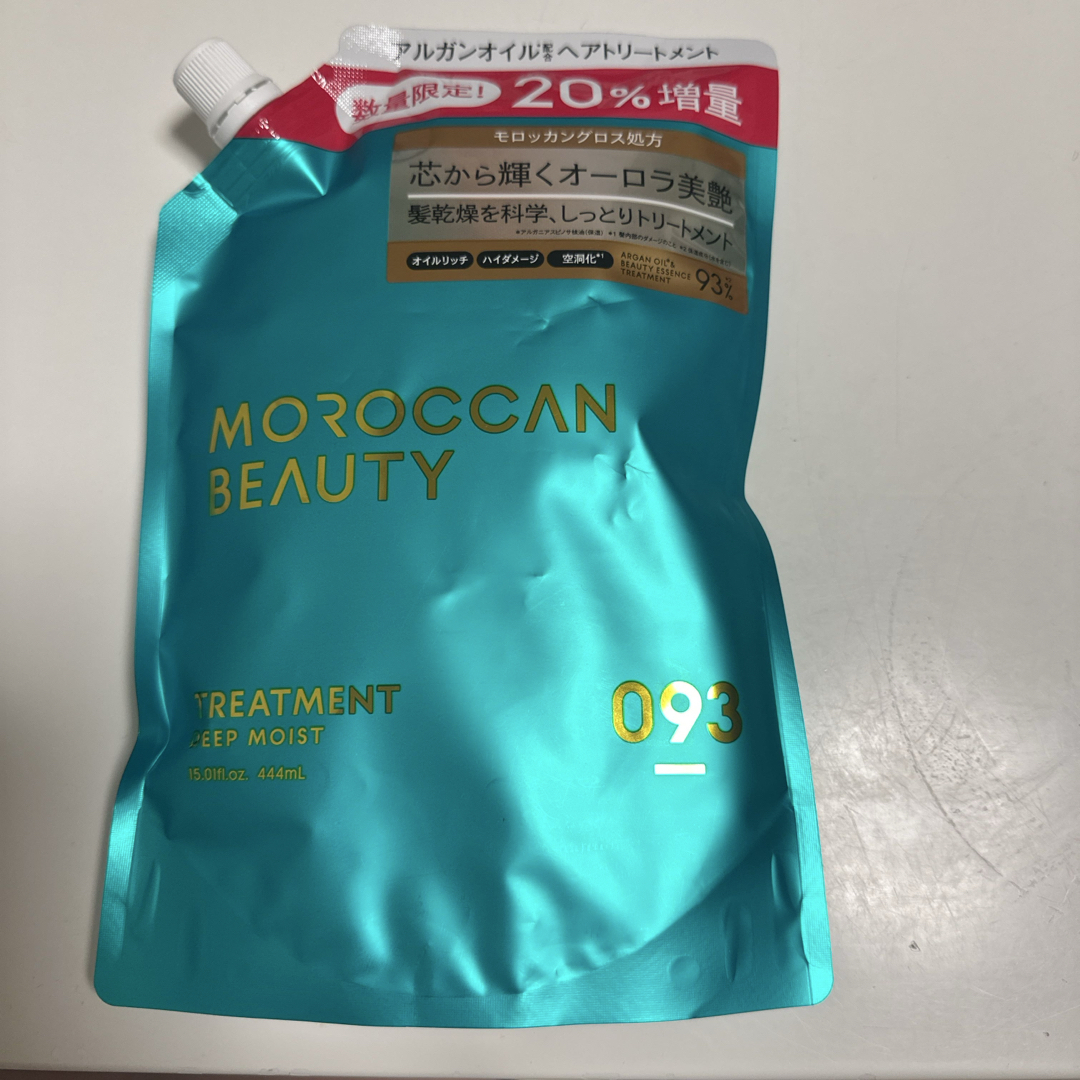 アルガンオイル配合ヘアトリートメント
数量限定! 20%増量
モロッカングロス処方
芯から輝くオーロラ美艶
髪乾燥を科学、しっとりトリートメント
オイルリッチ ハイダメージ 空洞化*1
ARGAN OIL*&
BEAUTY ESSENCE
TREATMENT
93%
MOROCCAN
BEAUTY
TREATMENT
DEEP MOIST
15.01fl.oz. 444mL
093